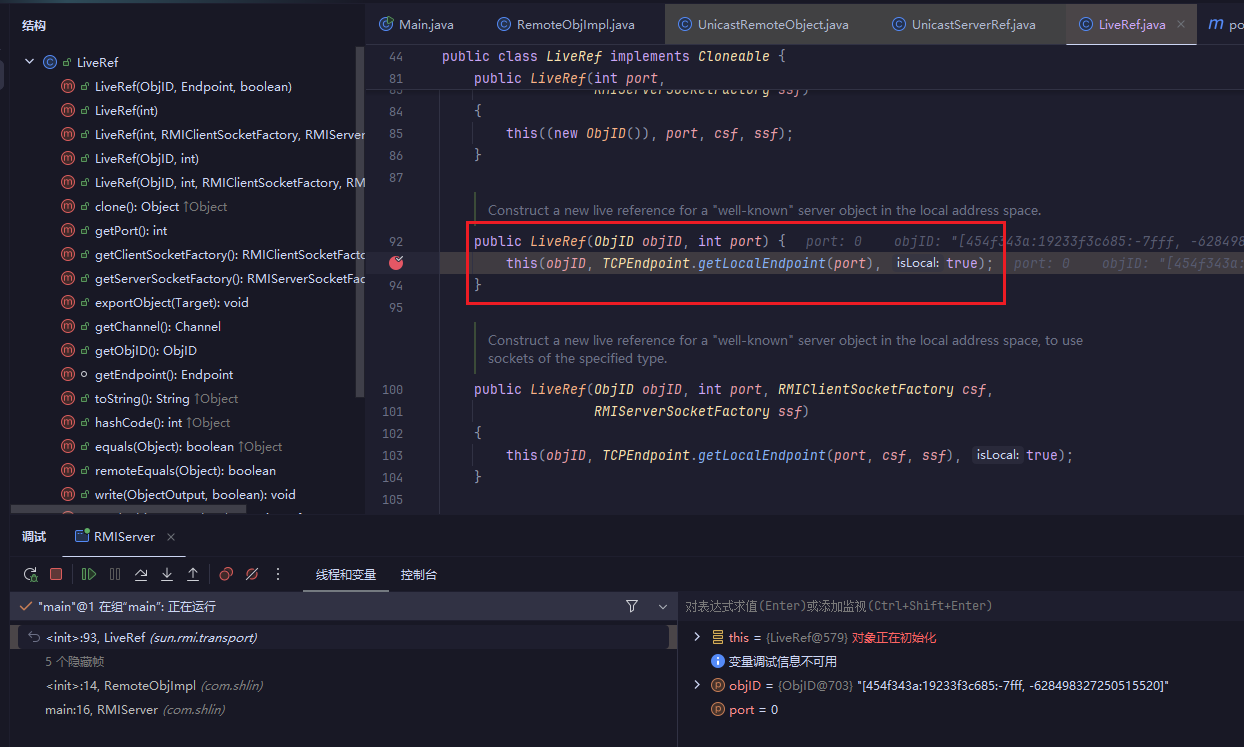 结构
Main.java
RemoteObjImpl.java
UnicastRemoteObject.java
UnicastServerRef.java
LiveRef.java
m po
LiveRef
LiveRef(ObjID, Endpoint, boolean)
LiveRef(int)
LiveRef(int, RMIClientSocketFactory, RMIServer
LiveRef(ObjID, int)
LiveRef(ObjID, int, RMIClientSocketFactory, RM
clone(): Object ↑Object
getPort(): int
getClientSocketFactory(): RMIClientSocketFacto
getServerSocketFactory(): RMIServerSocketFac
exportObject(Target): void
getChannel(): Channel
getObjID(): ObjID
getEndpoint(): Endpoint
toString(): String ↑Object
hashCode(): int ↑Object
equals(Object): boolean ↑Object
remoteEquals(Object): boolean
write(ObjectOutput, boolean): void
44 public class LiveRef implements Cloneable {
81 public LiveRef(int port,
83 RMIServerSocketFactory ssf)
84 {
85 this((new ObjID()), port, csf, ssf);
86 }
87
Construct a new live reference for a "well-known" server object in the local address space.
92 public LiveRef(ObjID objID, int port) { port: 0 objID: "[454f343a:19233f3c685:-7fff, -628498
this(objID, TCPEndpoint.getLocalEndpoint(port), isLocal: true); port: 0 objID: "[454f343a:
94 }
95
Construct a new live reference for a "well-known" server object in the local address space, to use
sockets of the specified type.
100 public LiveRef(ObjID objID, int port, RMIClientSocketFactory csf,
101 RMIServerSocketFactory ssf)
102 {
103 this(objID, TCPEndpoint.getLocalEndpoint(port, csf, ssf), isLocal: true);
104 }
105
调试
RMIServer
线程和变量
控制台
"main"@1 在组"main": 正在运行
<init>:93, LiveRef (sun.rmi.transport)
5 个隐藏帧
<init>:14, RemoteObjImpl (com.shlin)
main:16, RMIServer (com.shlin)
对表达式求值(Enter)或添加监视(Ctrl+Shift+Enter)
this = {LiveRef@579} 对象正在初始化
变量调试信息不可用
objID = {ObjID@703} "[454f343a:19233f3c685:-7fff, -628498327250515520]"
port = 0